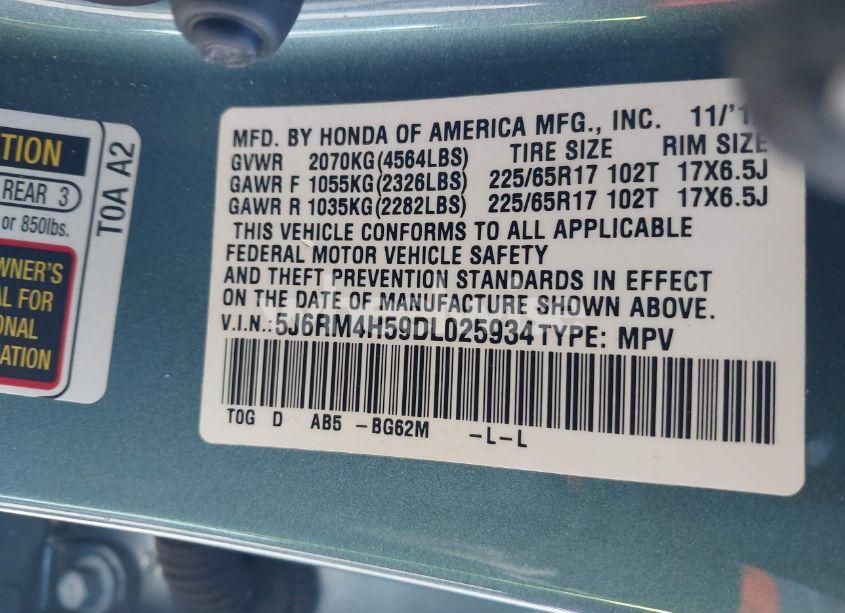 TION
REAR 3
or 850lbs.
WNER'S
AL FOR
ONAL
MATION
T0A A2
MFD. BY HONDA OF AMERICA MFG., INC. 11/'1
GVWR 2070KG(4564LBS) TIRE SIZE RIM SIZE
GAWR F 1055KG(2326LBS) 225/65R17 102T 17X6.5J
GAWR R 1035KG(2282LBS) 225/65R17 102T 17X6.5J
THIS VEHICLE CONFORMS TO ALL APPLICABLE
FEDERAL MOTOR VEHICLE SAFETY
AND THEFT PREVENTION STANDARDS IN EFFECT
ON THE DATE OF MANUFACTURE SHOWN ABOVE.
V.I.N.:5J6RM4H59DL025934 TYPE: MPV
T0G D AB5 -BG62M -L-L